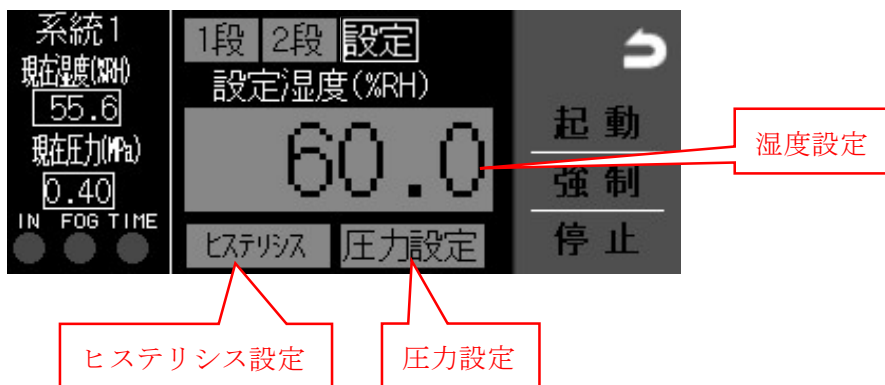 系統1
現在湿度(%RH)
55.6
現在圧力(MPa)
0.40
IN FOG TIME
1段 2段 設定
設定湿度(%RH)
60.0
ヒステリシス 圧力設定
起動
強制
停止
湿度設定
ヒステリシス設定
圧力設定